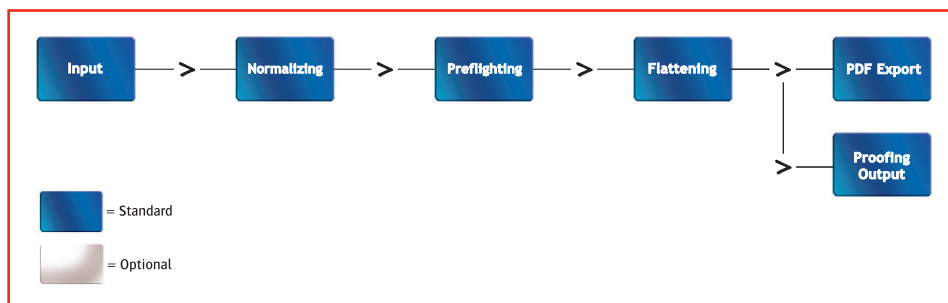 Input
Normalizing
Preflighting
Flattening
PDF Export
Proofing
Output
= Standard
= Optional